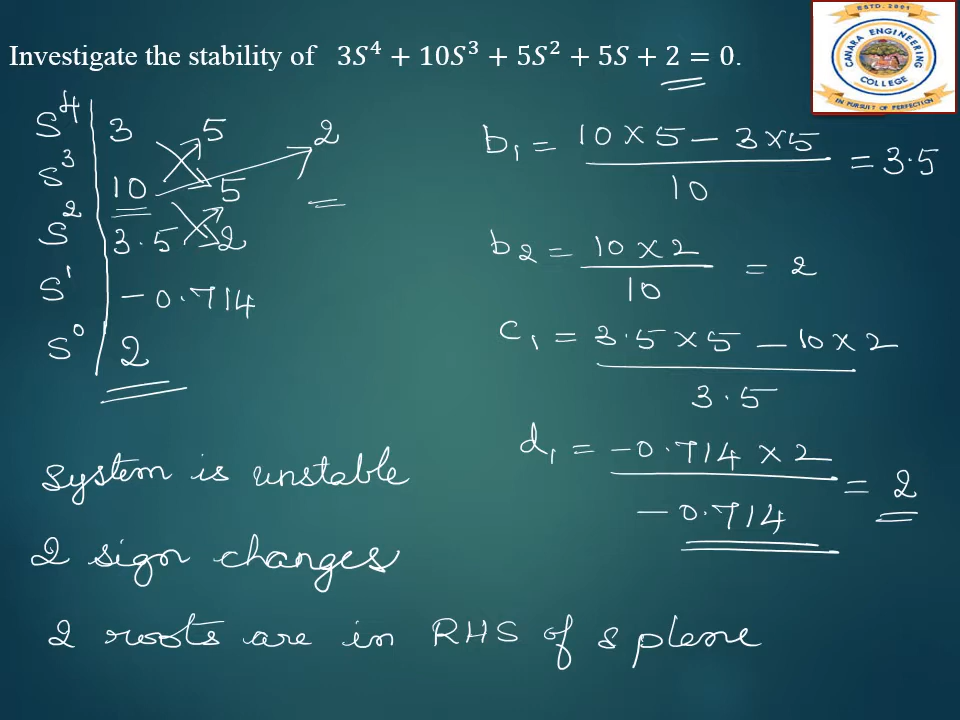 Investigate the stability of 3S⁴ + 10S³ + 5S² + 5S + 2 = 0.
ESTD. 2001
CANARA ENGINEERING
COLLEGE
IN PURSUIT OF PERFECTION
S⁴ | 3 5 2
S³ | 10 5
S² | 3.5 2
S¹ | -0.714
S⁰ | 2
b₁ = (10 × 5 - 3 × 5) / 10 = 3.5
b₂ = (10 × 2) / 10 = 2
c₁ = (3.5 × 5 - 10 × 2) / 3.5
d₁ = (-0.714 × 2) / -0.714 = 2
System is unstable
2 sign changes
2 roots are in RHS of s plane